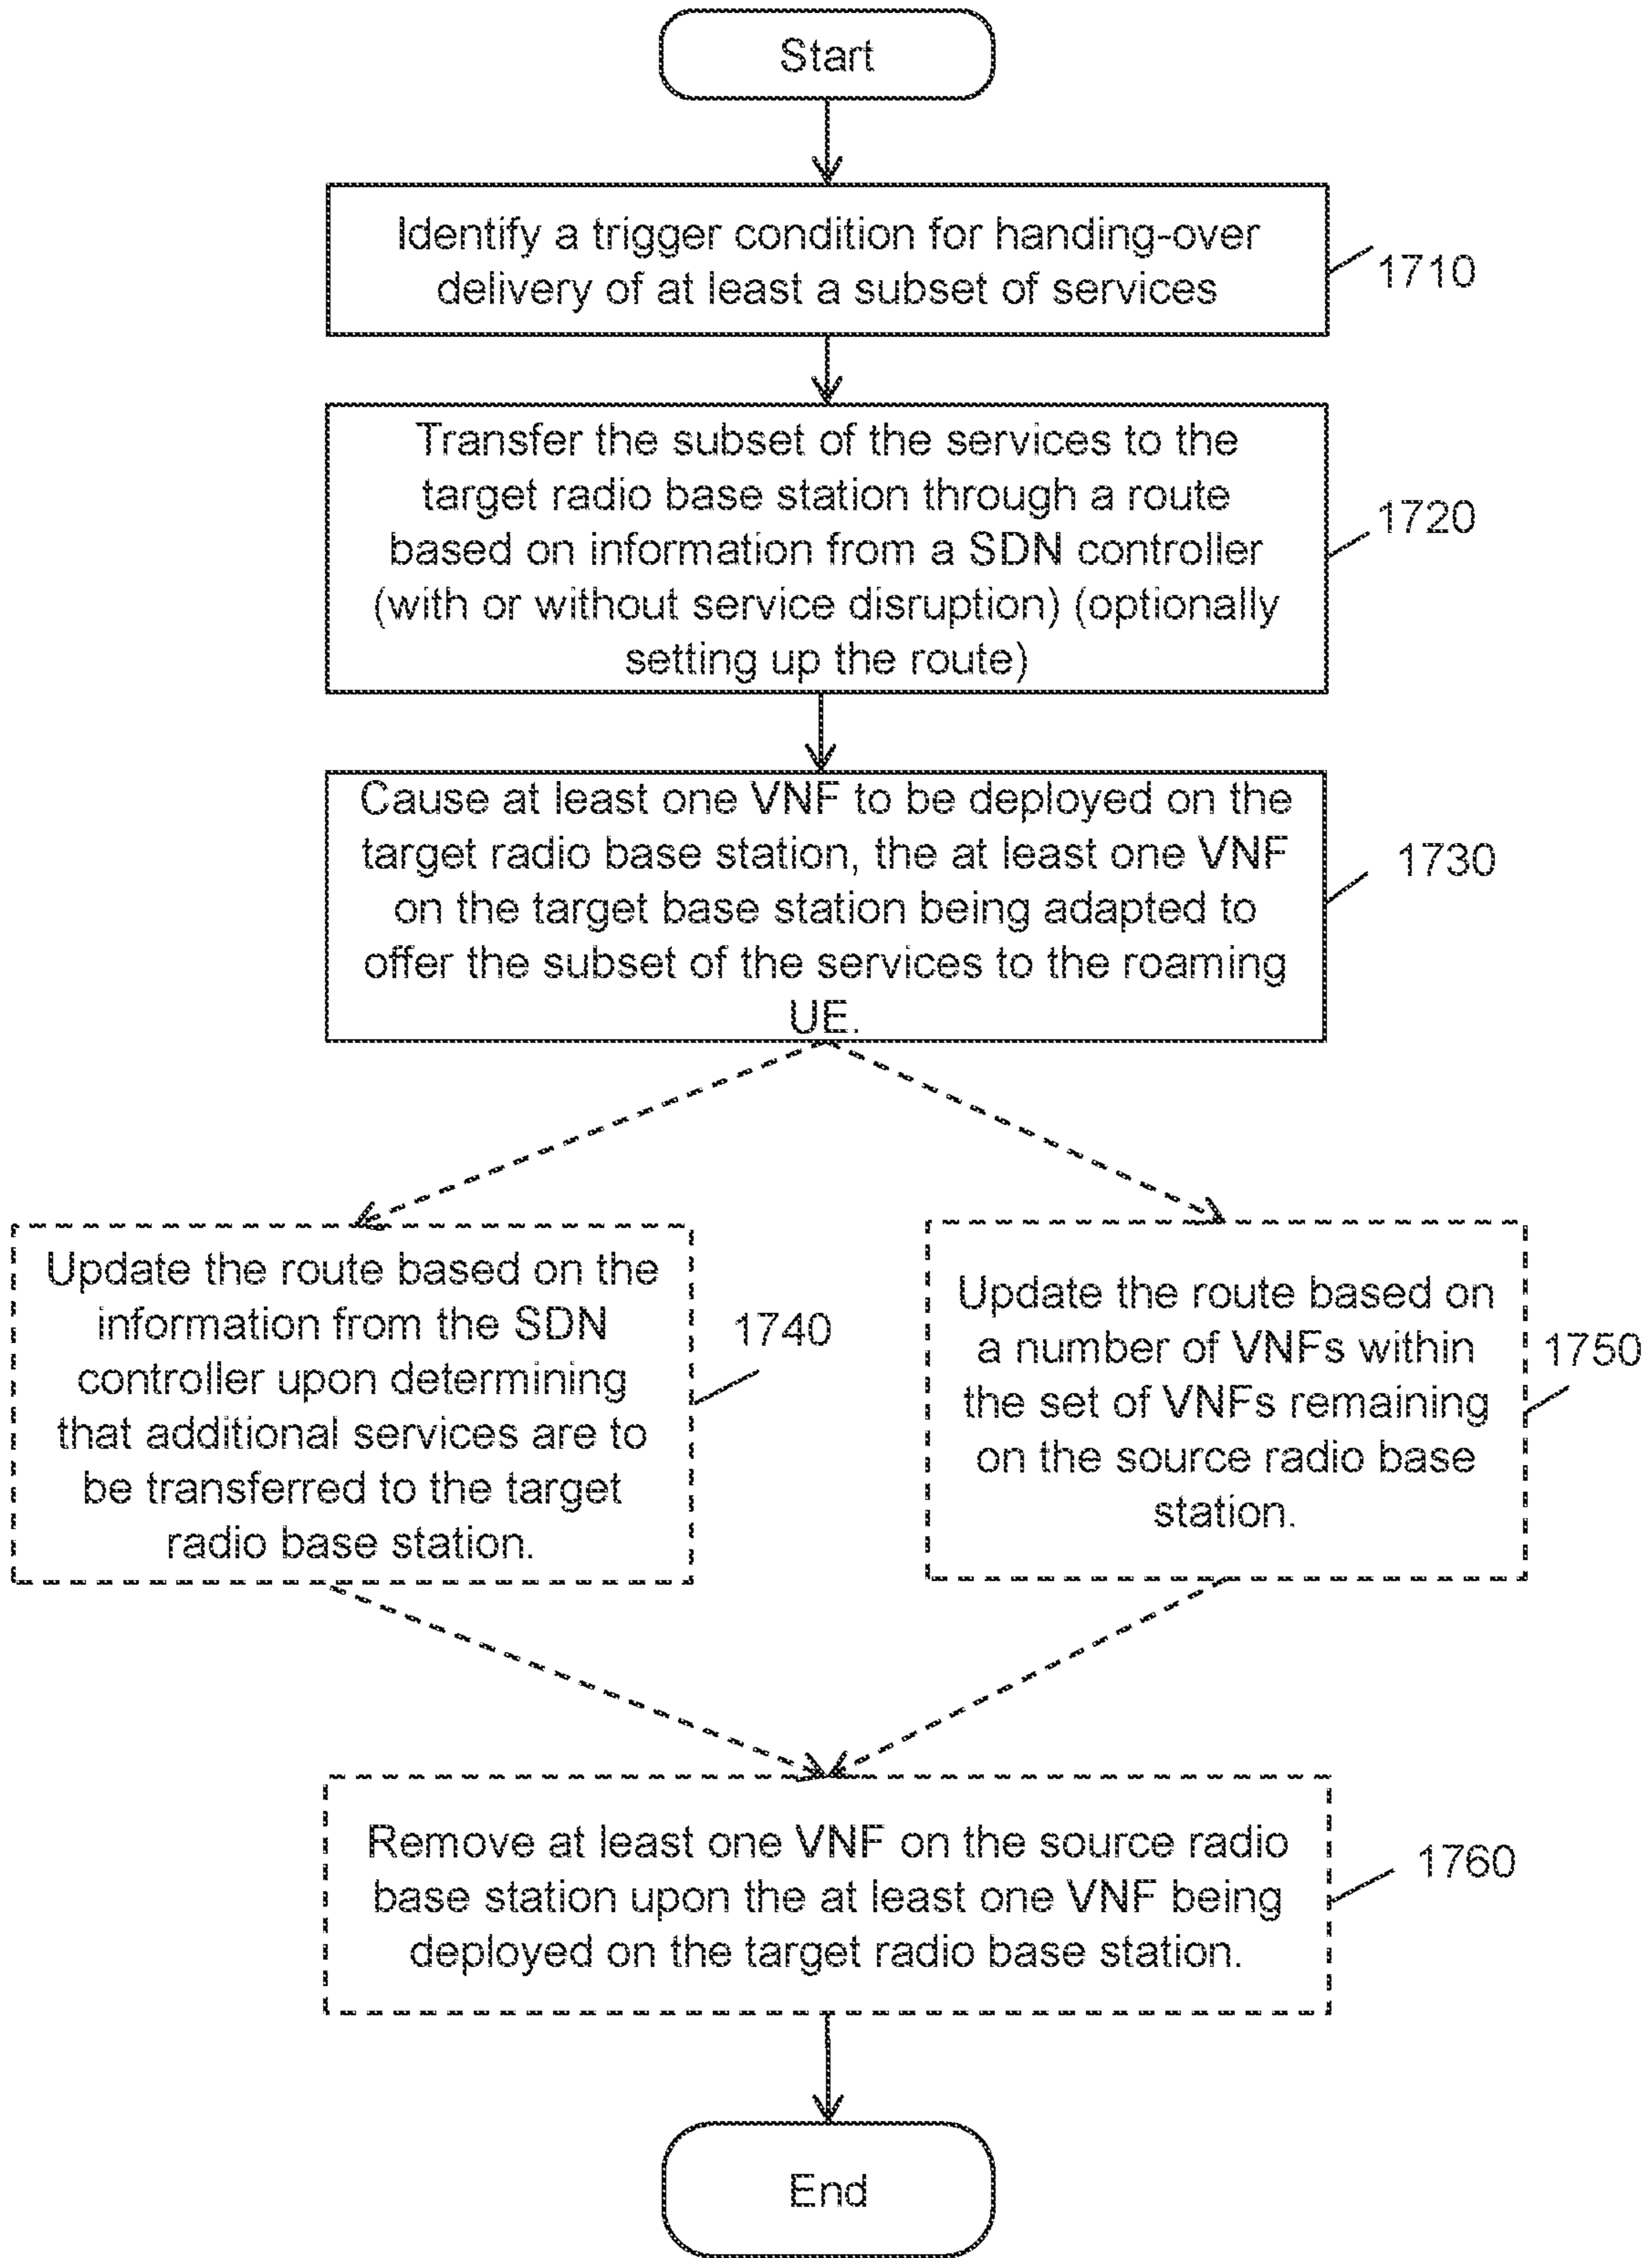 Start
Identify a trigger condition for handing-over
delivery of at least a subset of services
1710
Transfer the subset of the services to the
target radio base station through a route
based on information from a SDN controller
(with or without service disruption) (optionally
setting up the route)
1720
Cause at least one VNF to be deployed on the
target radio base station, the at least one VNF
on the target base station being adapted to
offer the subset of the services to the roaming
UE.
1730
Update the route based on the
information from the SDN
controller upon determining
that additional services are to
be transferred to the target
radio base station.
1740
Update the route based on
a number of VNFs within
the set of VNFs remaining
on the source radio base
station.
1750
Remove at least one VNF on the source radio
base station upon the at least one VNF being
deployed on the target radio base station.
1760
End